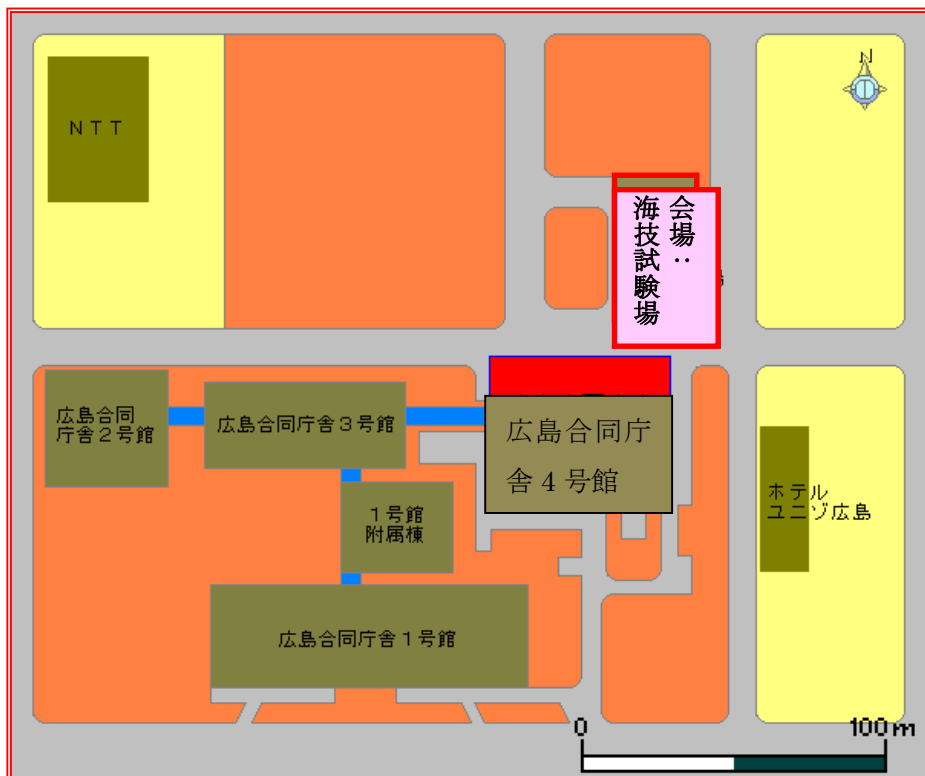 ＮＴＴ
N
会場：
海技試験場
広島合同
庁舎２号館
広島合同庁舎３号館
広島合同庁
舎４号館
１号館
附属棟
ホテル
ユニゾ広島
広島合同庁舎１号館
0 100m